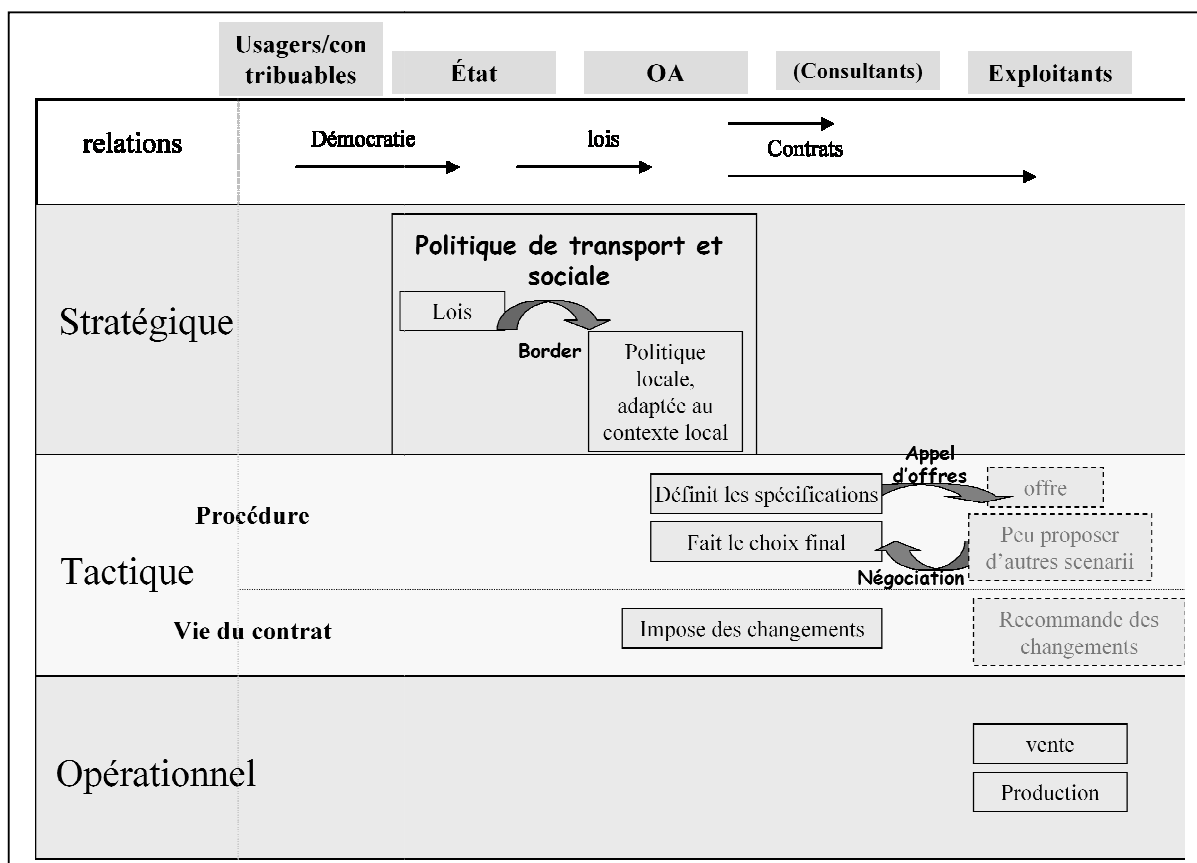 Usagers/con
tribuables
État
OA
(Consultants)
Exploitants
relations
Démocratie
lois
Contrats
Stratégique
Politique de transport et
sociale
Lois
Border
Politique
locale,
adaptée au
contexte local
Tactique
Procédure
Définit les spécifications
Appel
d'offres
offre
Fait le choix final
Négociation
Peu proposer
d'autres scenarii
Vie du contrat
Impose des changements
Recommande des
changements
Opérationnel
vente
Production